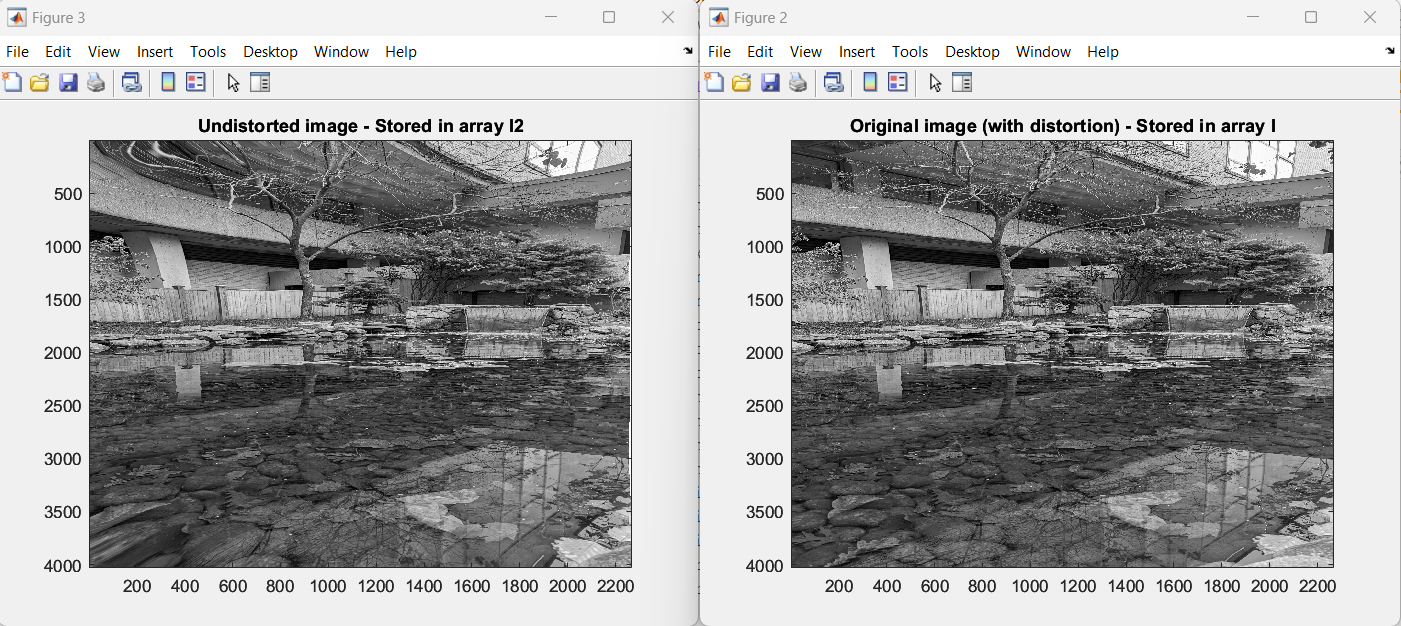 Figure 3
File Edit View Insert Tools Desktop Window Help
Undistorted image - Stored in array I2
500
1000
1500
2000
2500
3000
3500
4000
200 400 600 800 1000 1200 1400 1600 1800 2000 2200
Figure 2
File Edit View Insert Tools Desktop Window Help
Original image (with distortion) - Stored in array I
500
1000
1500
2000
2500
3000
3500
4000
200 400 600 800 1000 1200 1400 1600 1800 2000 2200